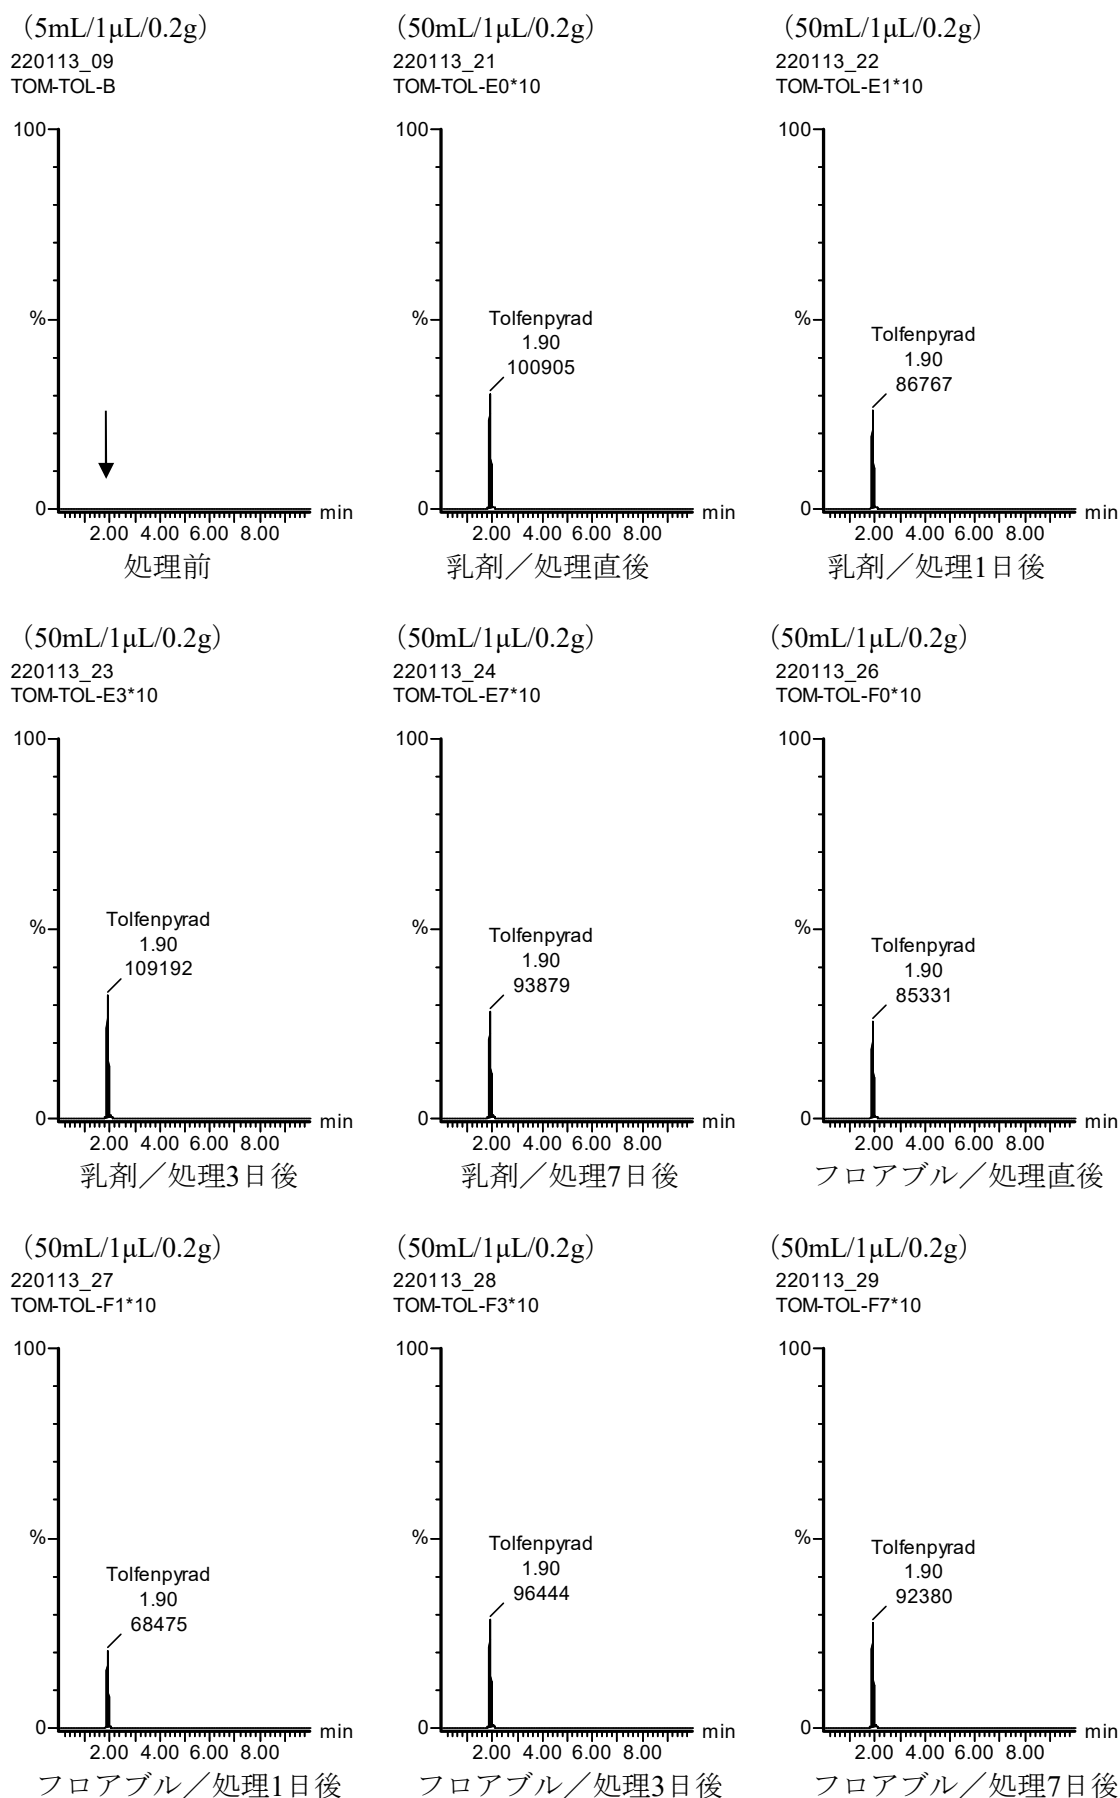 （5mL/1μL/0.2g）
220113_09
TOM-TOL-B
100
%
0
min
2.00 4.00 6.00 8.00
処理前
（50mL/1μL/0.2g）
220113_21
TOM-TOL-E0*10
100
%
Tolfenpyrad
1.90
100905
0
min
2.00 4.00 6.00 8.00
乳剤／処理直後
（50mL/1μL/0.2g）
220113_22
TOM-TOL-E1*10
100
%
Tolfenpyrad
1.90
86767
0
min
2.00 4.00 6.00 8.00
乳剤／処理1日後
（50mL/1μL/0.2g）
220113_23
TOM-TOL-E3*10
100
%
Tolfenpyrad
1.90
109192
0
min
2.00 4.00 6.00 8.00
乳剤／処理3日後
（50mL/1μL/0.2g）
220113_24
TOM-TOL-E7*10
100
%
Tolfenpyrad
1.90
93879
0
min
2.00 4.00 6.00 8.00
乳剤／処理7日後
（50mL/1μL/0.2g）
220113_26
TOM-TOL-F0*10
100
%
Tolfenpyrad
1.90
85331
0
min
2.00 4.00 6.00 8.00
フロアブル／処理直後
（50mL/1μL/0.2g）
220113_27
TOM-TOL-F1*10
100
%
Tolfenpyrad
1.90
68475
0
min
2.00 4.00 6.00 8.00
フロアブル／処理1日後
（50mL/1μL/0.2g）
220113_28
TOM-TOL-F3*10
100
%
Tolfenpyrad
1.90
96444
0
min
2.00 4.00 6.00 8.00
フロアブル／処理3日後
（50mL/1μL/0.2g）
220113_29
TOM-TOL-F7*10
100
%
Tolfenpyrad
1.90
92380
0
min
2.00 4.00 6.00 8.00
フロアブル／処理7日後